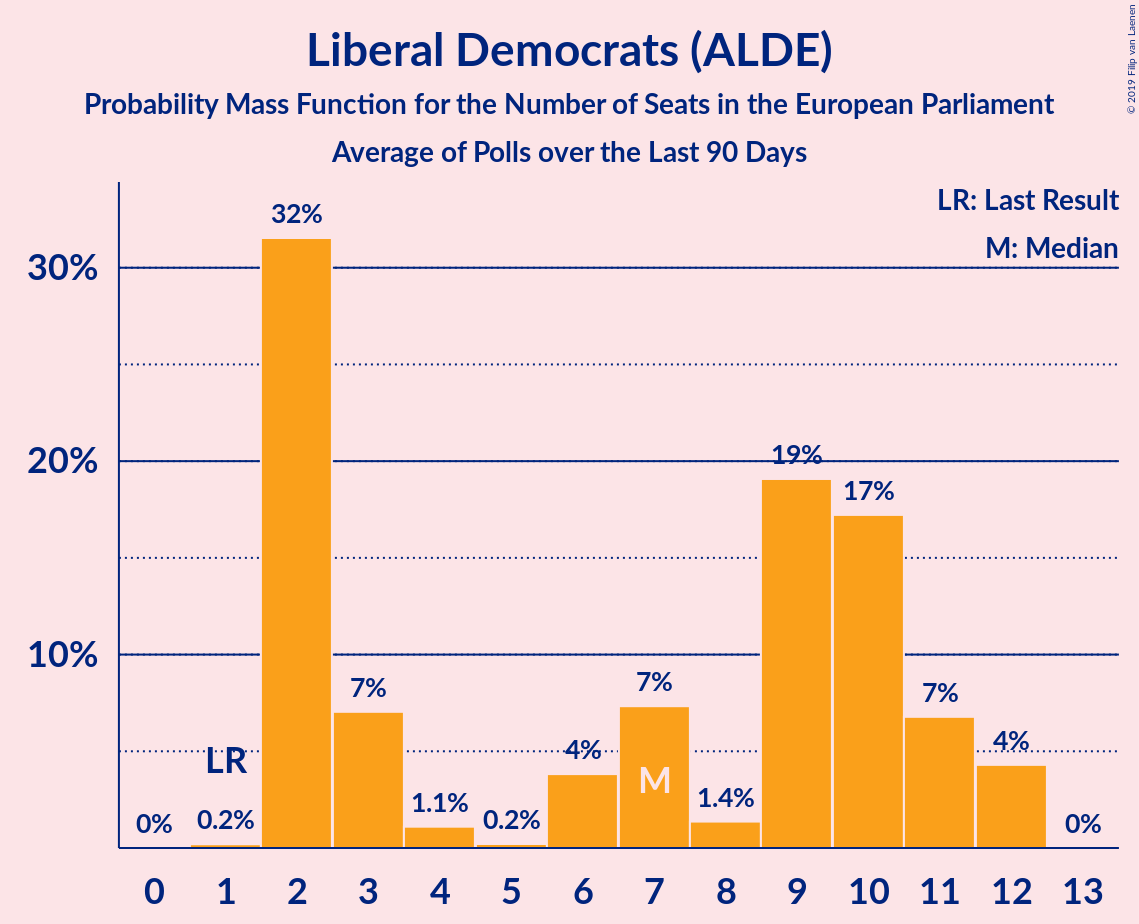 Liberal Democrats (ALDE)
Probability Mass Function for the Number of Seats in the European Parliament
Average of Polls over the Last 90 Days
© 2019 Filip van Laenen
LR: Last Result
M: Median
30%
20%
10%
0%
0.2%
32%
7%
1.1%
0.2%
4%
7%
1.4%
19%
17%
7%
4%
0%
LR
M
0 1 2 3 4 5 6 7 8 9 10 11 12 13